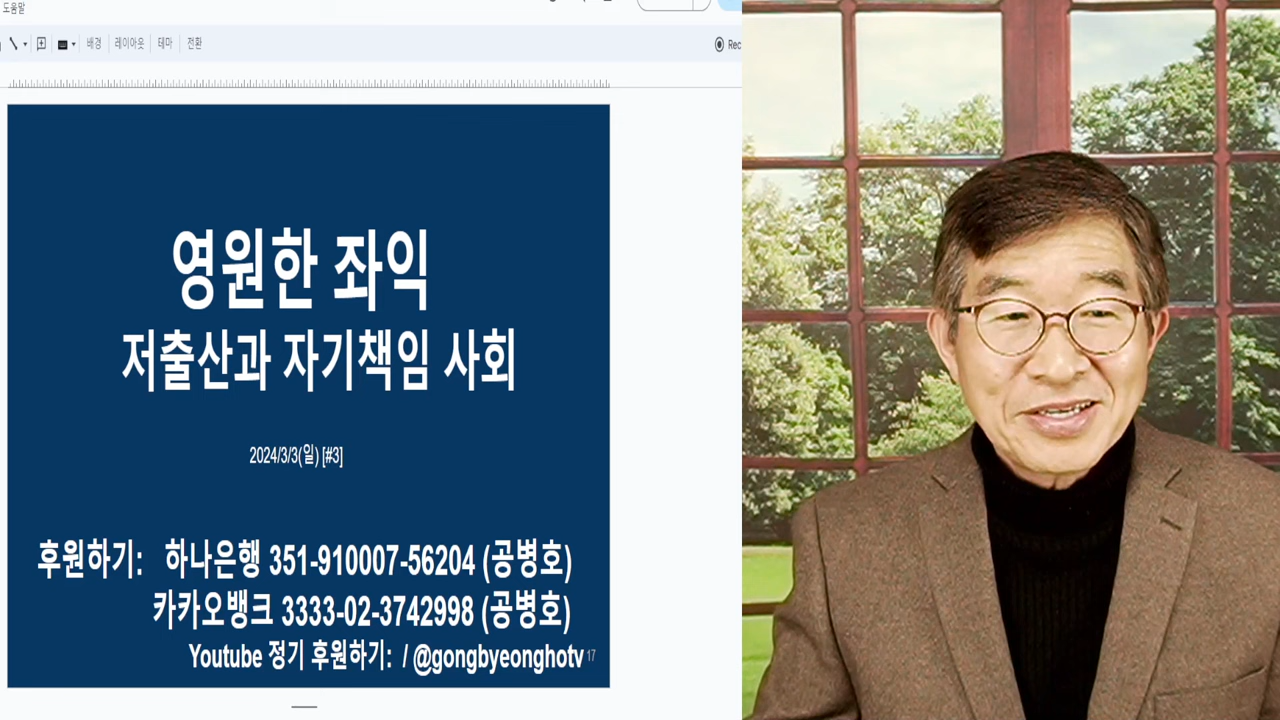 도움말
배경 레이아웃 테마 전환
Rec
영원한 좌익
저출산과 자기책임 사회
2024/3/3(일) [#3]
후원하기: 하나은행 351-910007-56204 (공병호)
카카오뱅크 3333-02-3742998 (공병호)
Youtube 정기 후원하기: / @gongbyeonghotv
17